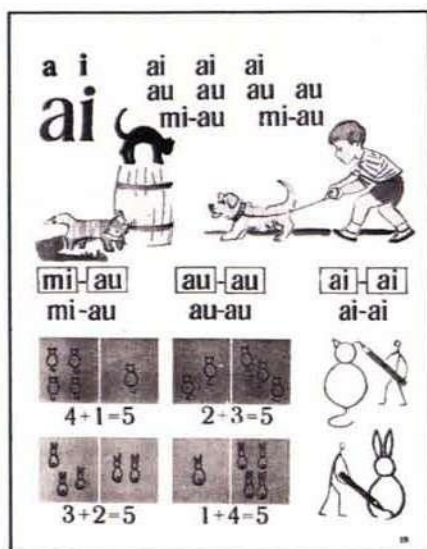 a i
ai ai ai
ai
au au au au
mi-au mi-au
mi-au au-au ai-ai
mi-au au-au ai-ai
4+1=5 2+3=5
3+2=5 1+4=5